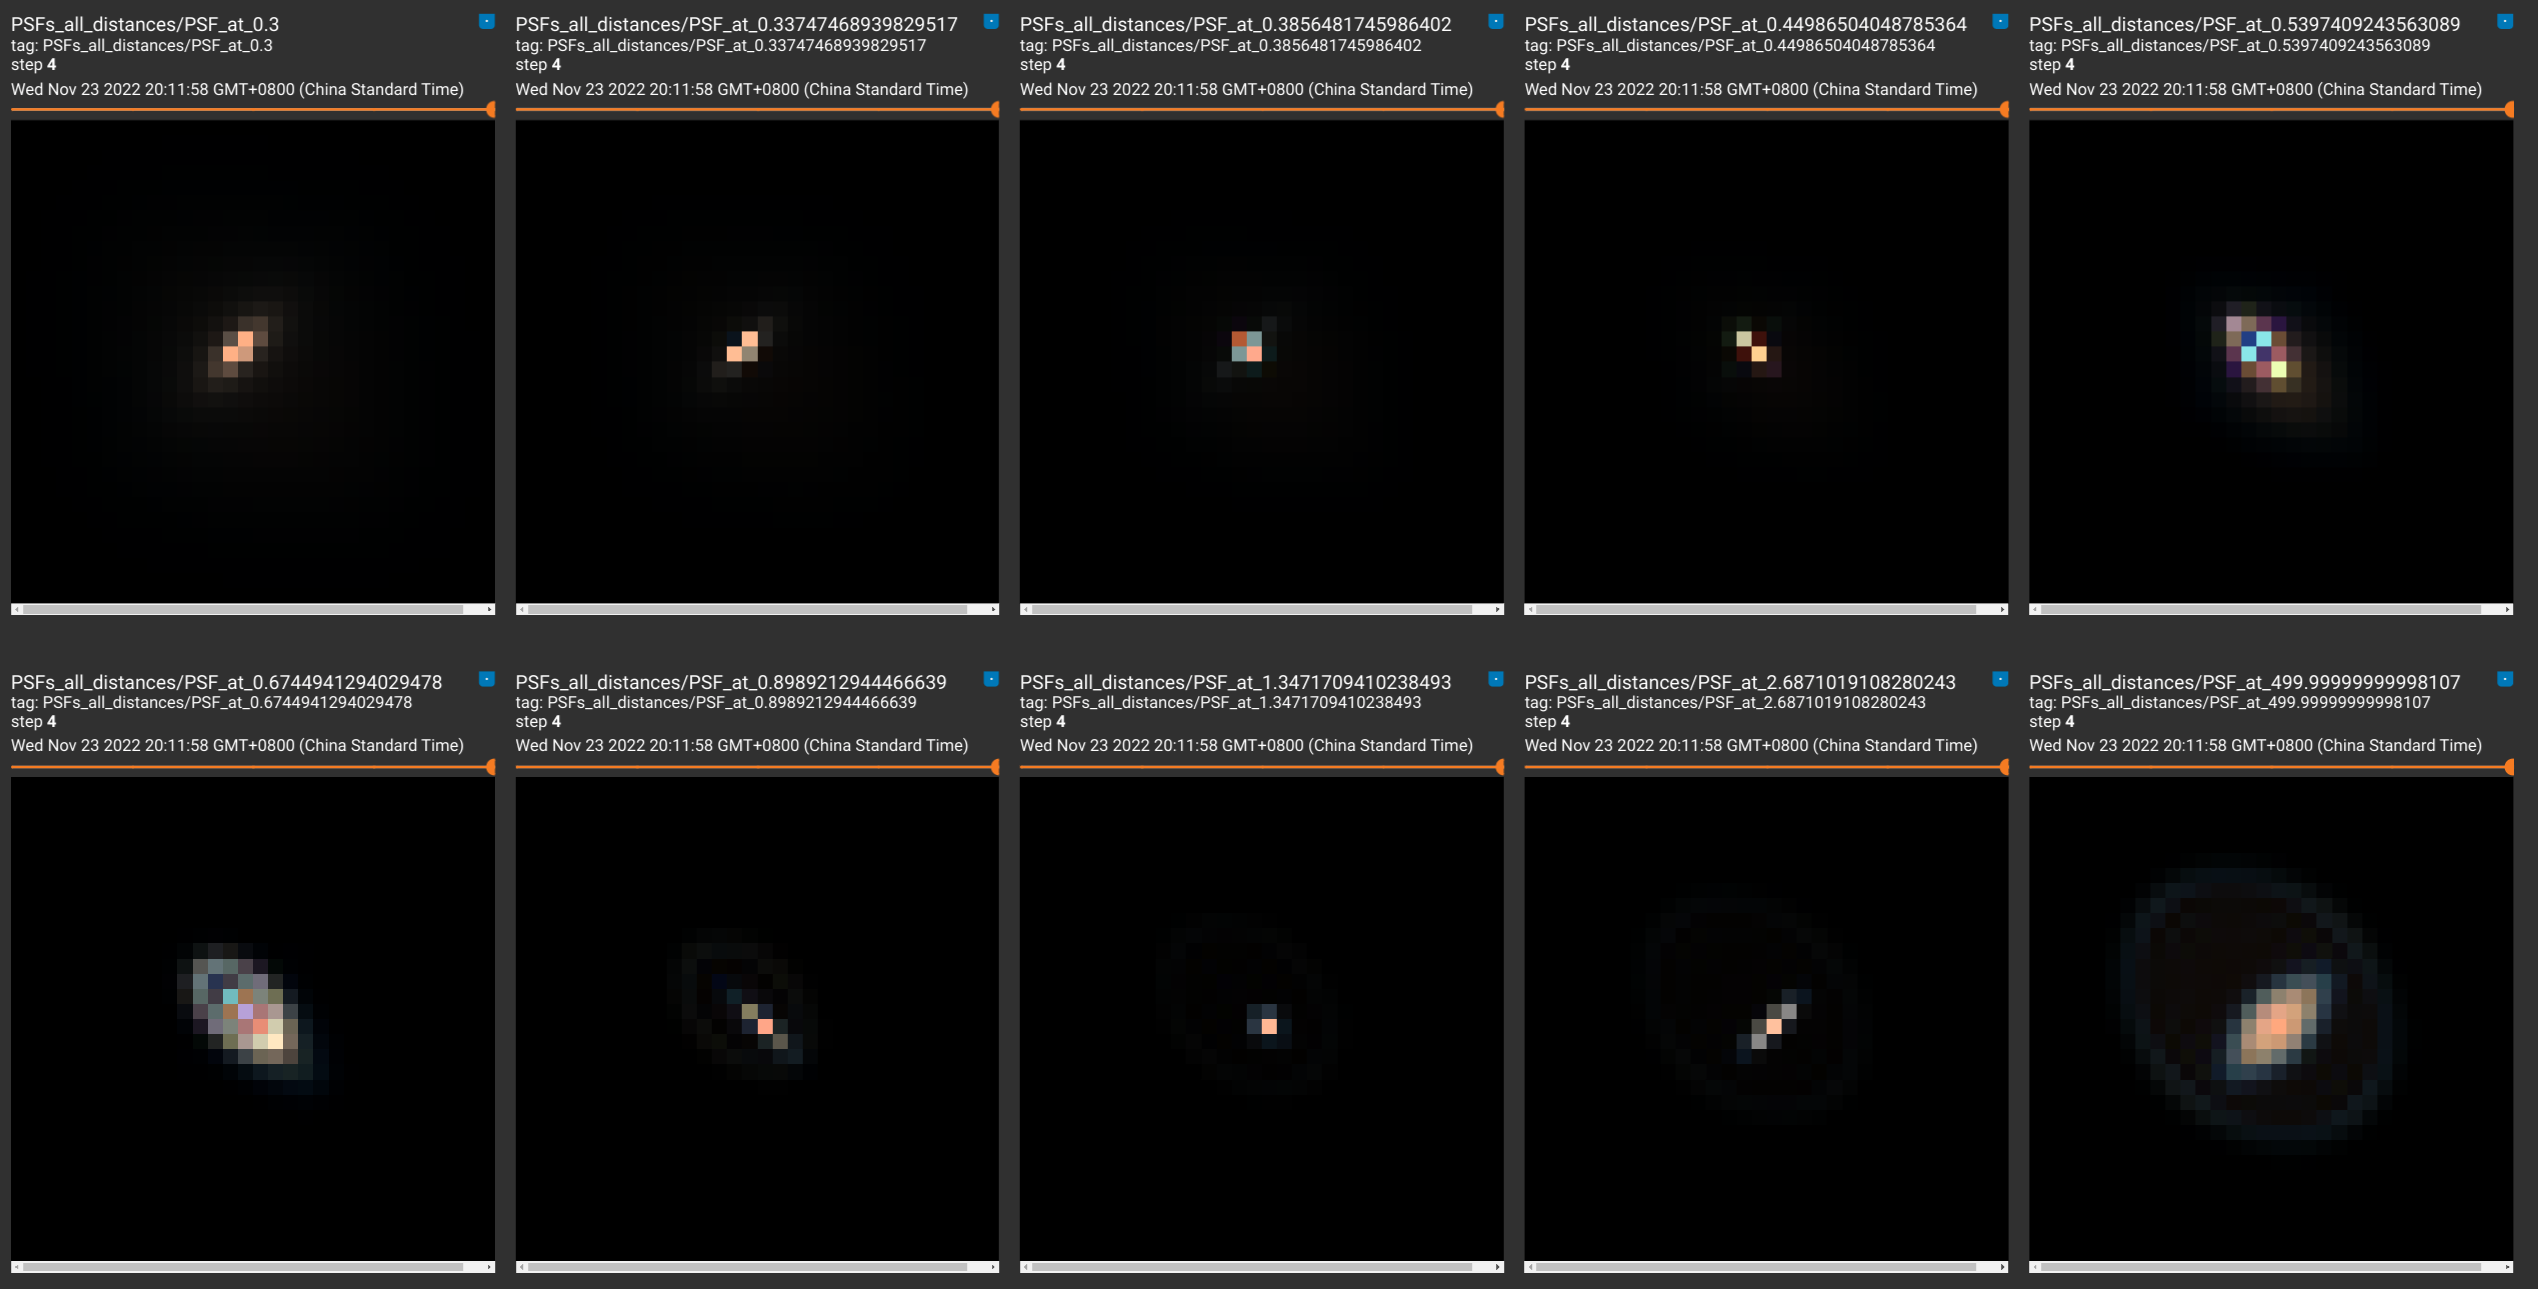 PSFs_all_distances/PSF_at_0.3
tag: PSFs_all_distances/PSF_at_0.3
step 4
Wed Nov 23 2022 20:11:58 GMT+0800 (China Standard Time)
PSFs_all_distances/PSF_at_0.33747468939829517
tag: PSFs_all_distances/PSF_at_0.33747468939829517
step 4
Wed Nov 23 2022 20:11:58 GMT+0800 (China Standard Time)
PSFs_all_distances/PSF_at_0.3856481745986402
tag: PSFs_all_distances/PSF_at_0.3856481745986402
step 4
Wed Nov 23 2022 20:11:58 GMT+0800 (China Standard Time)
PSFs_all_distances/PSF_at_0.44986504048785364
tag: PSFs_all_distances/PSF_at_0.44986504048785364
step 4
Wed Nov 23 2022 20:11:58 GMT+0800 (China Standard Time)
PSFs_all_distances/PSF_at_0.5397409243563089
tag: PSFs_all_distances/PSF_at_0.5397409243563089
step 4
Wed Nov 23 2022 20:11:58 GMT+0800 (China Standard Time)
PSFs_all_distances/PSF_at_0.6744941294029478
tag: PSFs_all_distances/PSF_at_0.6744941294029478
step 4
Wed Nov 23 2022 20:11:58 GMT+0800 (China Standard Time)
PSFs_all_distances/PSF_at_0.8989212944466639
tag: PSFs_all_distances/PSF_at_0.8989212944466639
step 4
Wed Nov 23 2022 20:11:58 GMT+0800 (China Standard Time)
PSFs_all_distances/PSF_at_1.3471709410238493
tag: PSFs_all_distances/PSF_at_1.3471709410238493
step 4
Wed Nov 23 2022 20:11:58 GMT+0800 (China Standard Time)
PSFs_all_distances/PSF_at_2.6871019108280243
tag: PSFs_all_distances/PSF_at_2.6871019108280243
step 4
Wed Nov 23 2022 20:11:58 GMT+0800 (China Standard Time)
PSFs_all_distances/PSF_at_499.99999999998107
tag: PSFs_all_distances/PSF_at_499.99999999998107
step 4
Wed Nov 23 2022 20:11:58 GMT+0800 (China Standard Time)